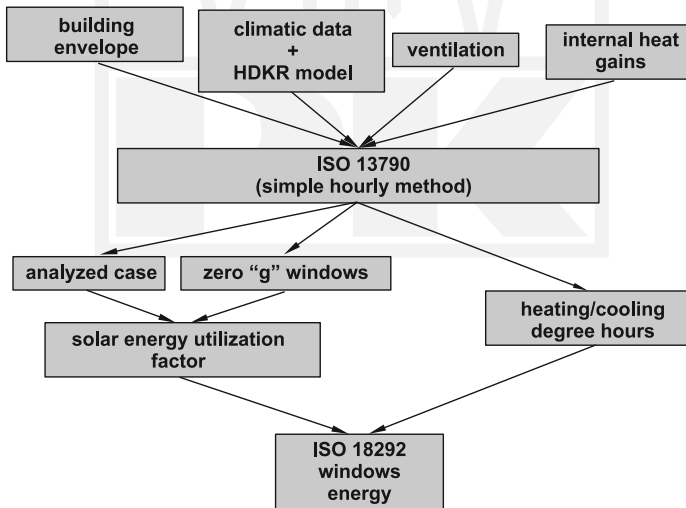 building
envelope
climatic data
+
HDKR model
ventilation
internal heat
gains
ISO 13790
(simple hourly method)
analyzed case
zero “g” windows
heating/cooling
degree hours
solar energy utilization
factor
ISO 18292
windows
energy